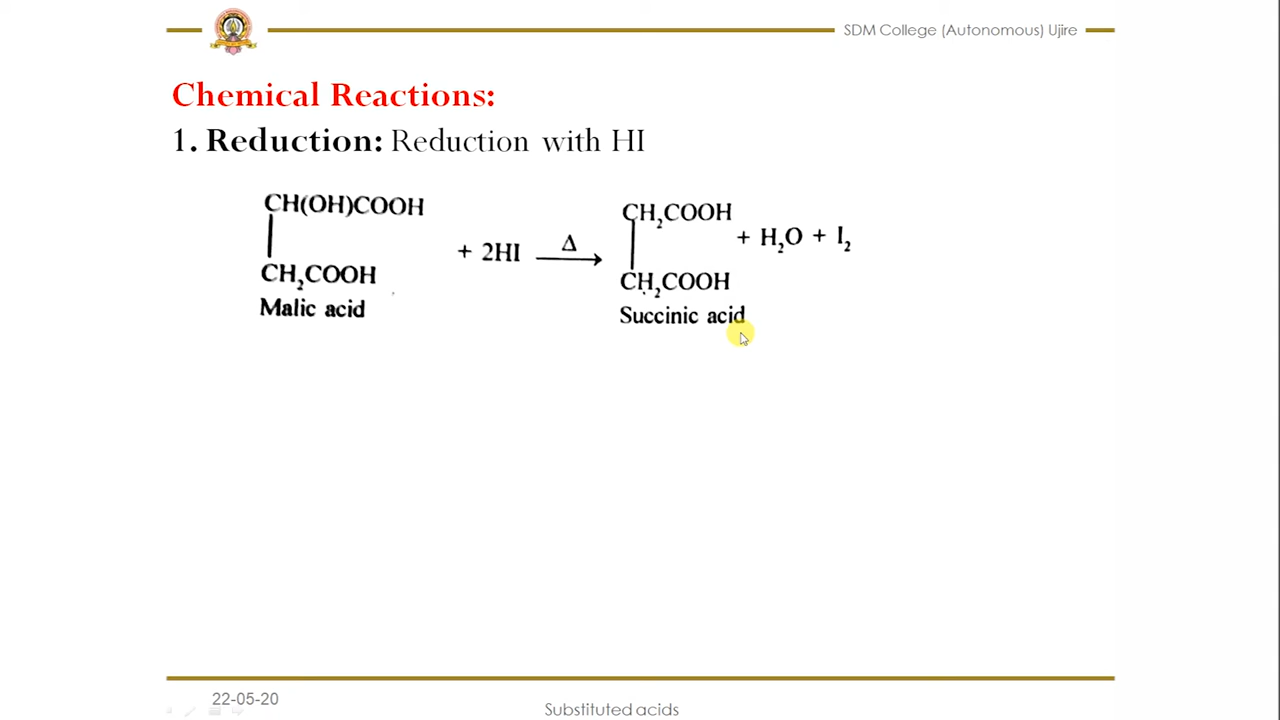 SDM College (Autonomous) Ujire
Chemical Reactions:
1. Reduction: Reduction with HI
CH(OH)COOH
CH₂COOH
Malic acid
+ 2HI
Δ
CH₂COOH
CH₂COOH
Succinic acid
+ H₂O + I₂
22-05-20
Substituted acids